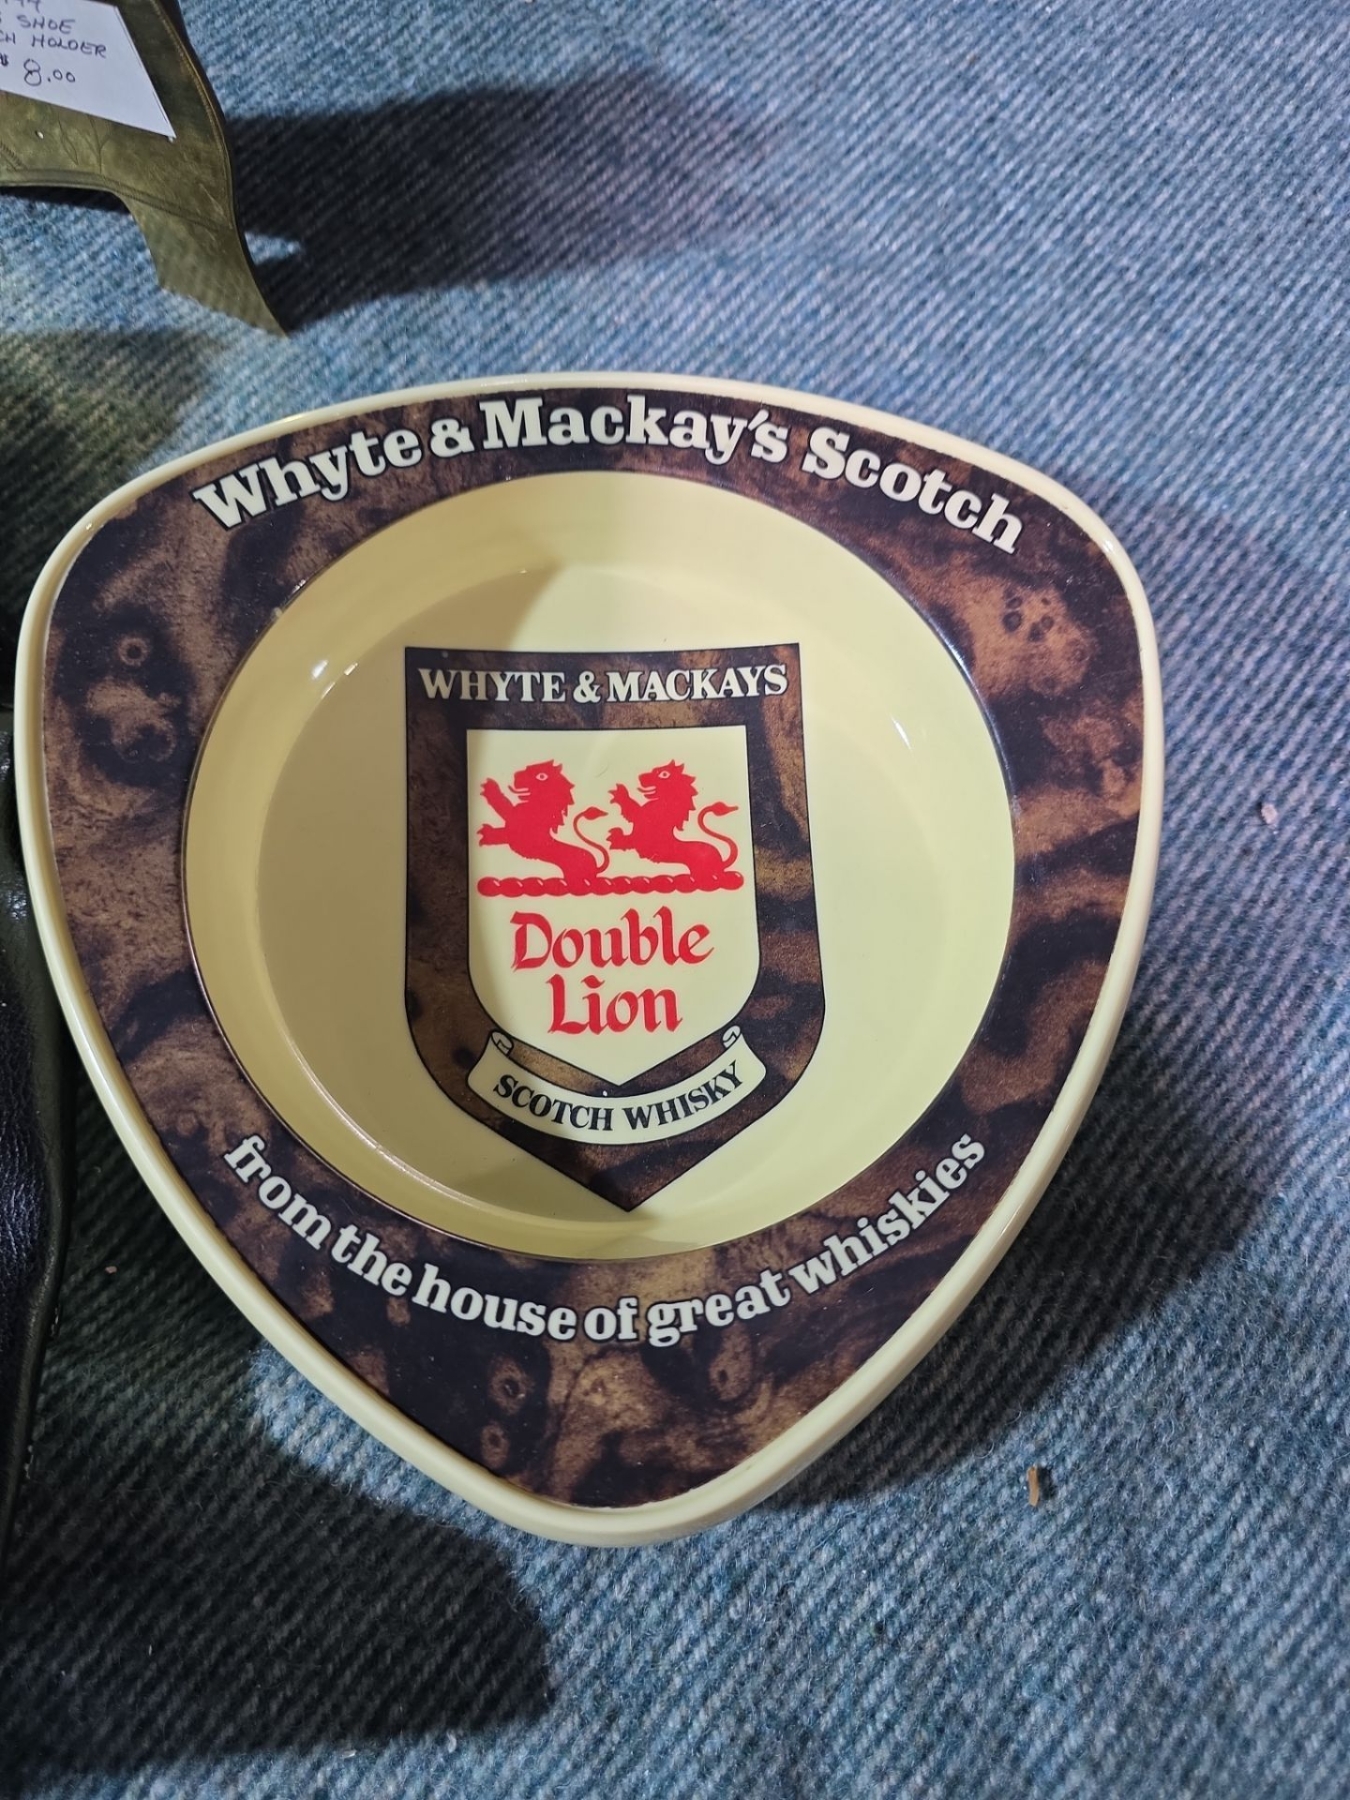 SHOE
HOLDER
8.00
Whyte & Mackay's Scotch
WHYTE & MACKAYS
Double
Lion
SCOTCH WHISKY
from the house of great whiskies